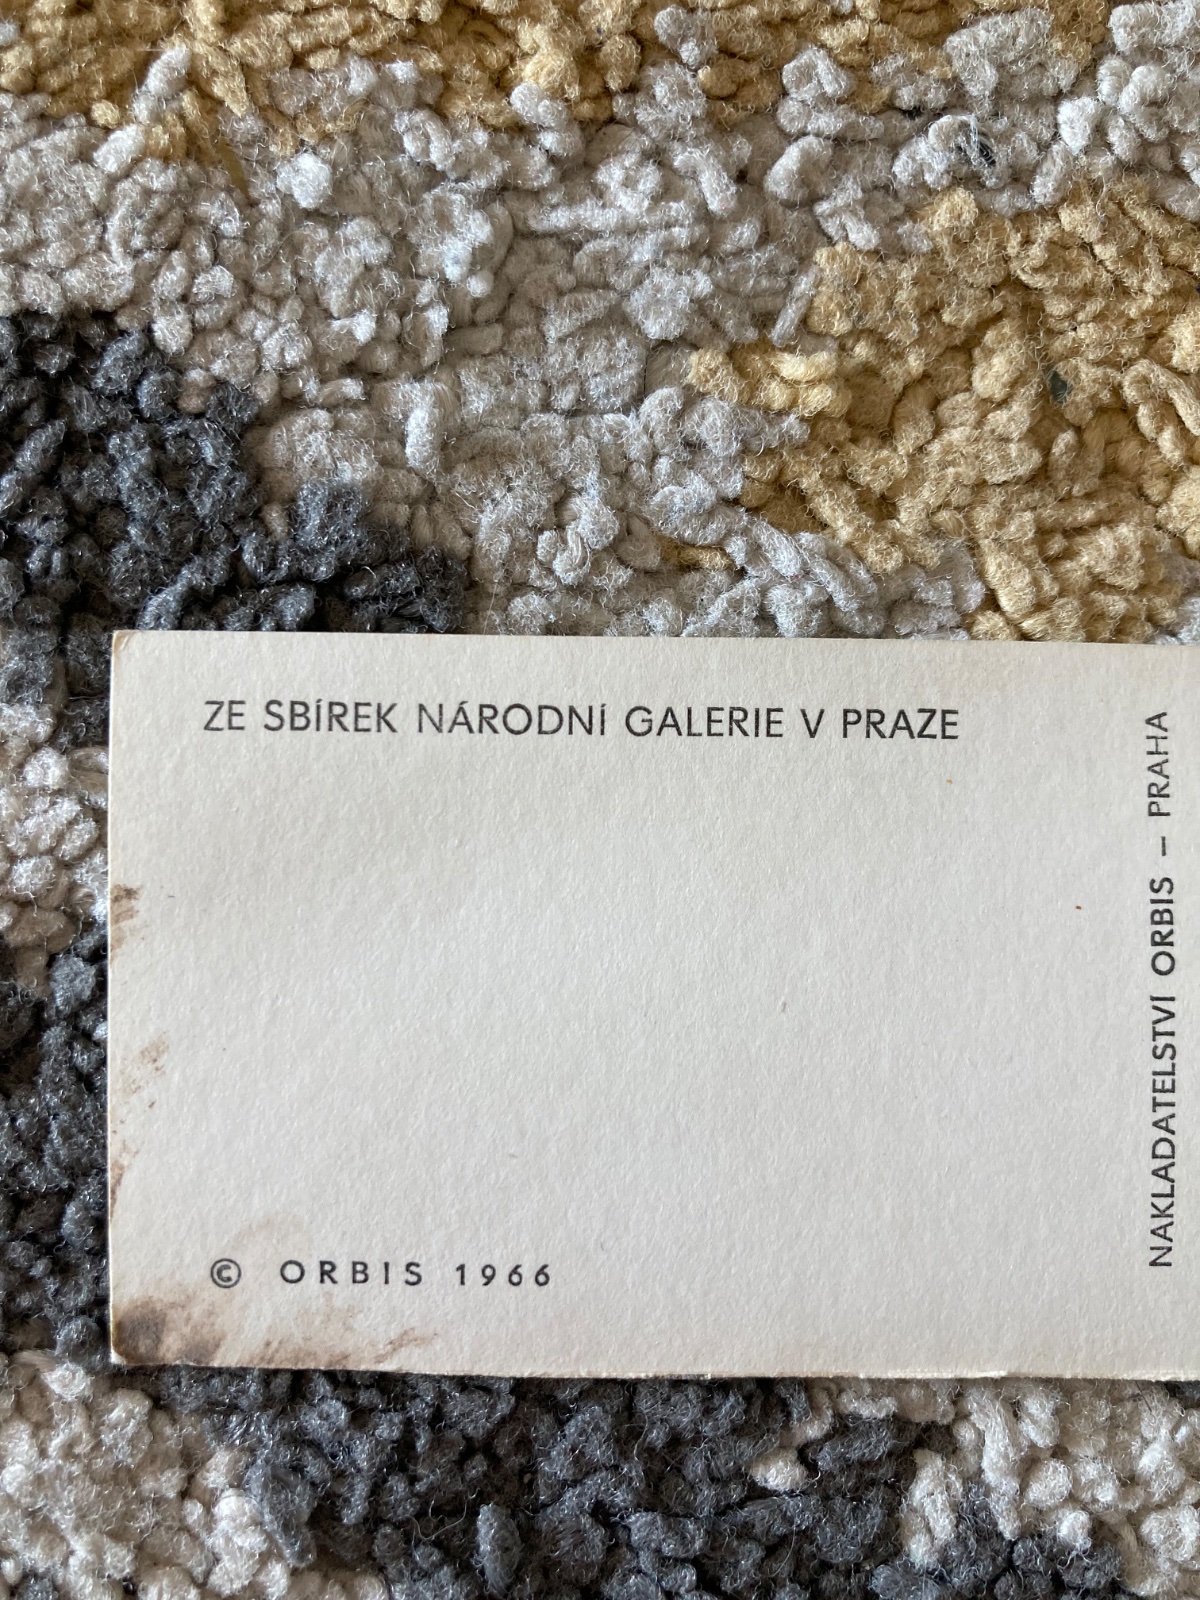 ZE SBÍREK NÁRODNÍ GALERIE V PRAZE
© ORBIS 1966
NAKLADATELSTVÍ ORBIS – PRAHA